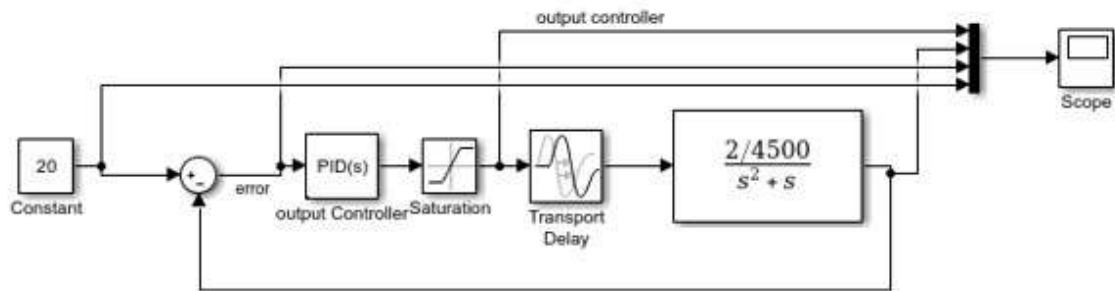 output controller
Scope
20
Constant
+
−
error
PID(s)
output Controller
Saturation
Transport
Delay
2/4500
s² + s